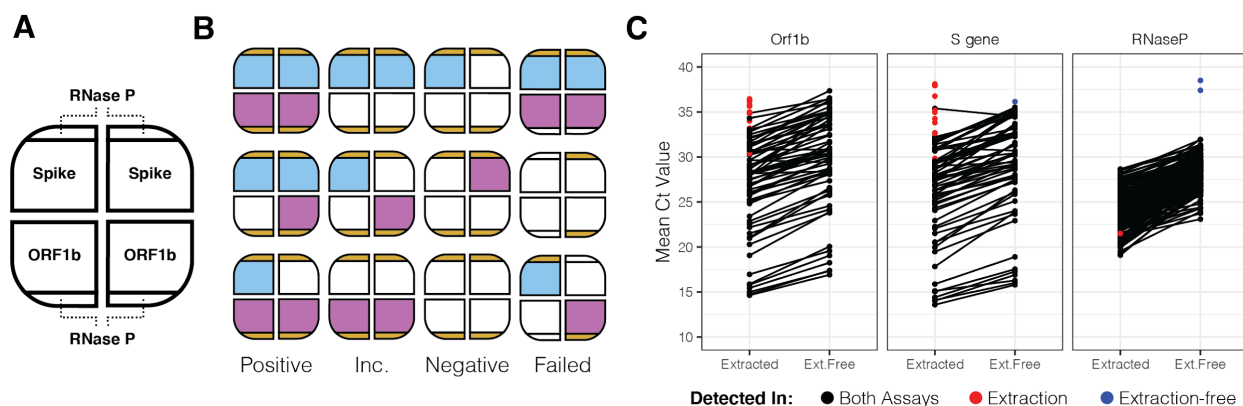 A
RNase P
Spike
Spike
ORF1b
ORF1b
RNase P
B
Positive
Inc.
Negative
Failed
C
Orf1b
S gene
RNaseP
Mean Ct Value
40
35
30
25
20
15
10
Extracted
Ext.Free
Extracted
Ext.Free
Extracted
Ext.Free
Detected In:
Both Assays
Extraction
Extraction-free